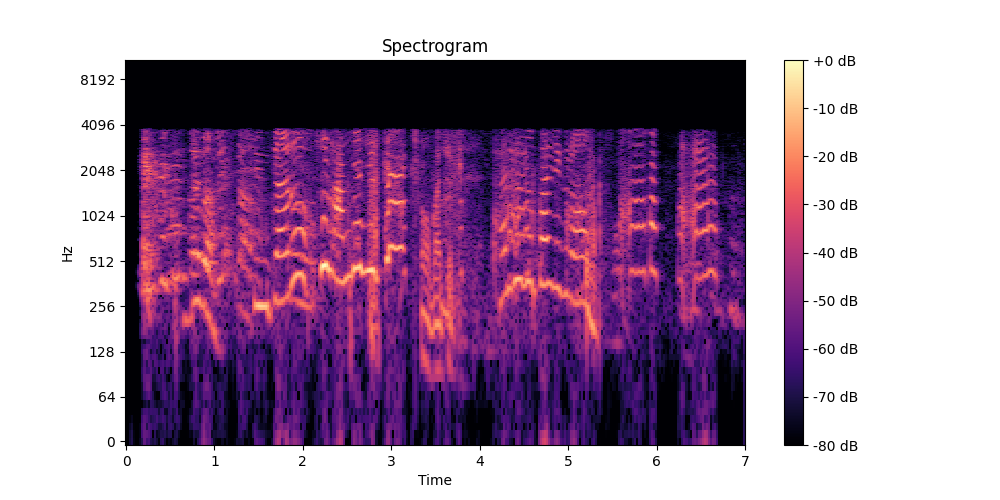 Spectrogram
Hz
8192
4096
2048
1024
512
256
128
64
0
0 1 2 3 4 5 6 7
Time
+0 dB
-10 dB
-20 dB
-30 dB
-40 dB
-50 dB
-60 dB
-70 dB
-80 dB